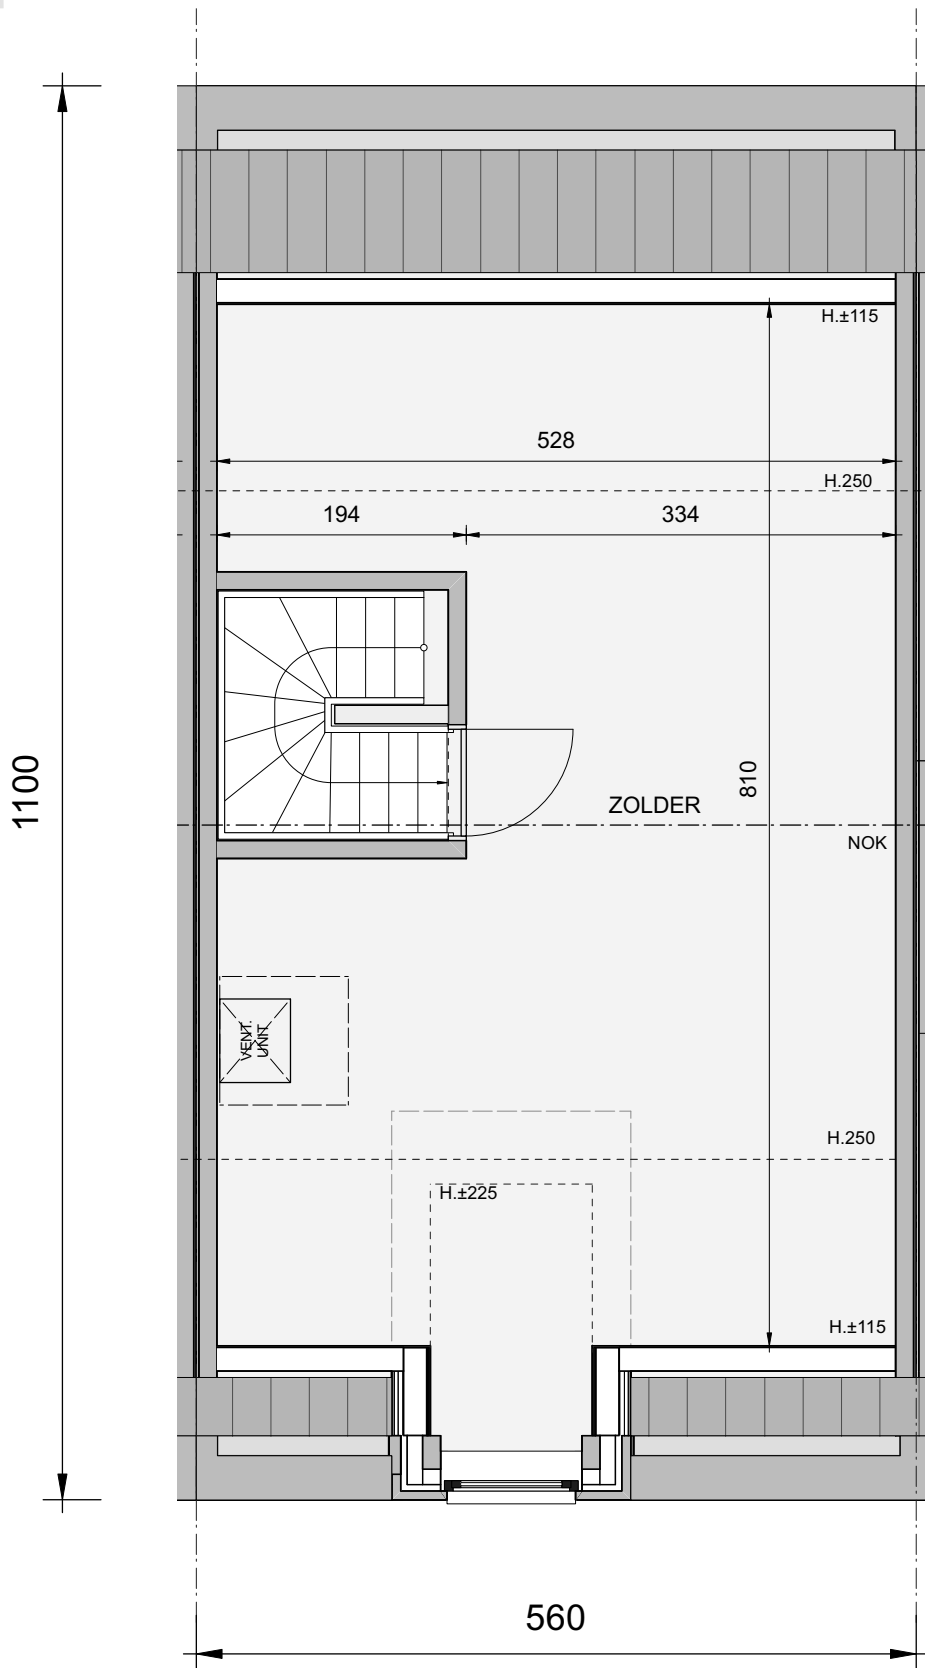 H.±115
528
H.250
194
334
1100
810
ZOLDER
NOK
VENT.
UNIT
H.250
H.±225
H.±115
560